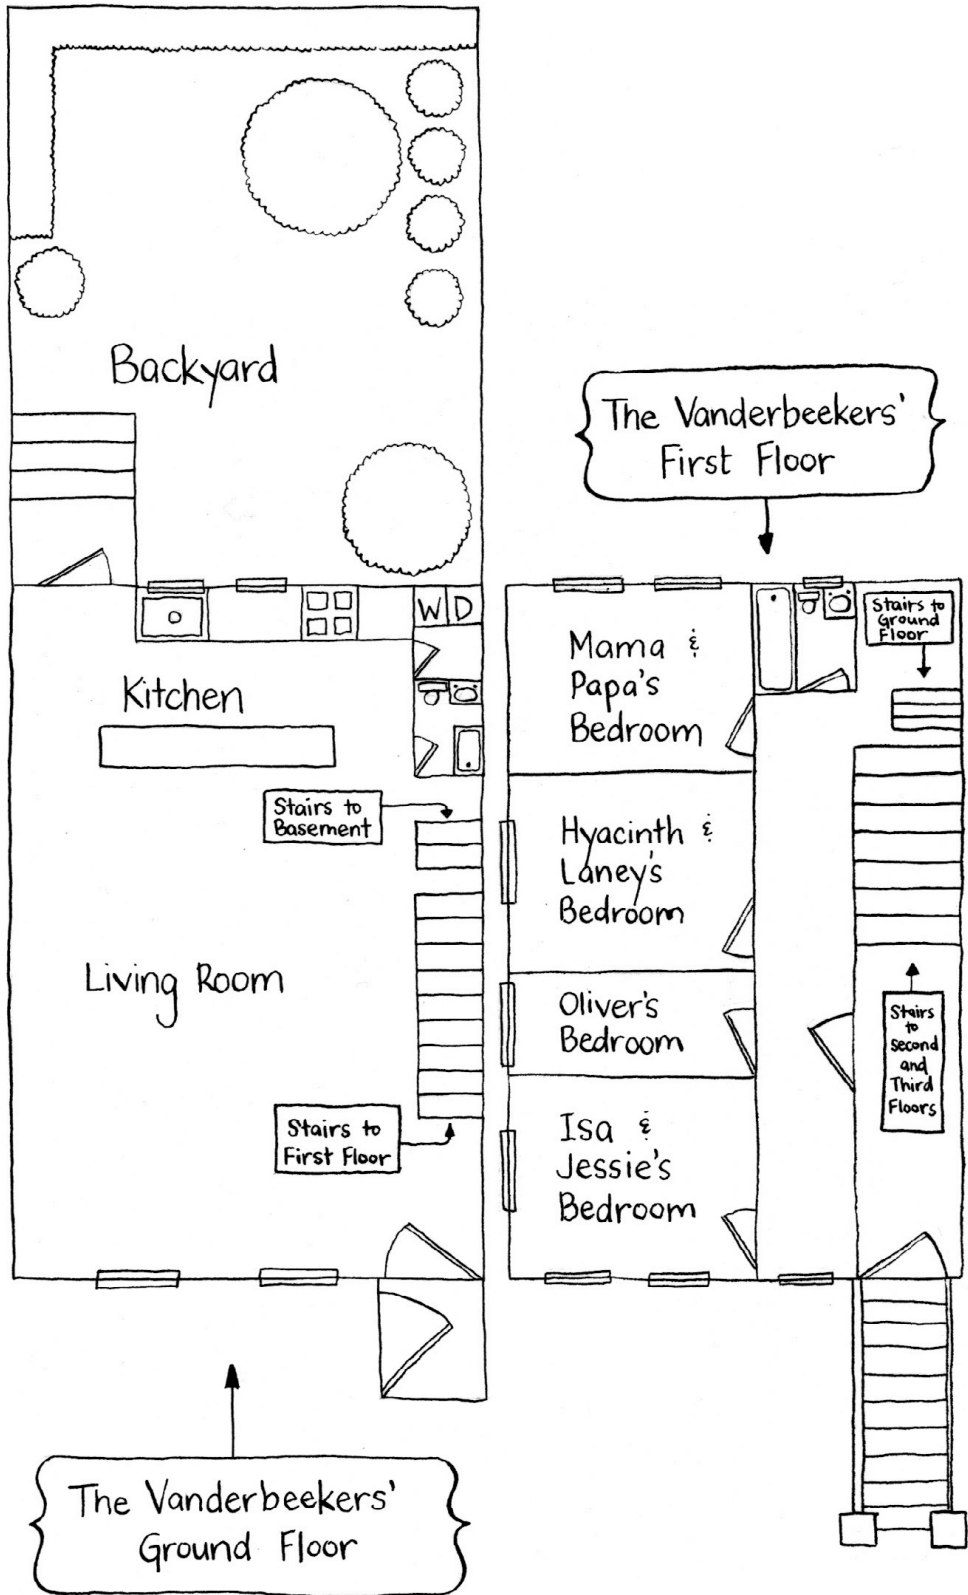 Backyard
The Vanderbeekers'
First Floor
W D
Kitchen
Stairs to
Basement
Living Room
Stairs to
First Floor
Mama &
Papa's
Bedroom
Stairs to
Ground
Floor
Hyacinth &
Laney's
Bedroom
Oliver's
Bedroom
Stairs
to
Second
and
Third
Floors
Isa &
Jessie's
Bedroom
The Vanderbeekers'
Ground Floor